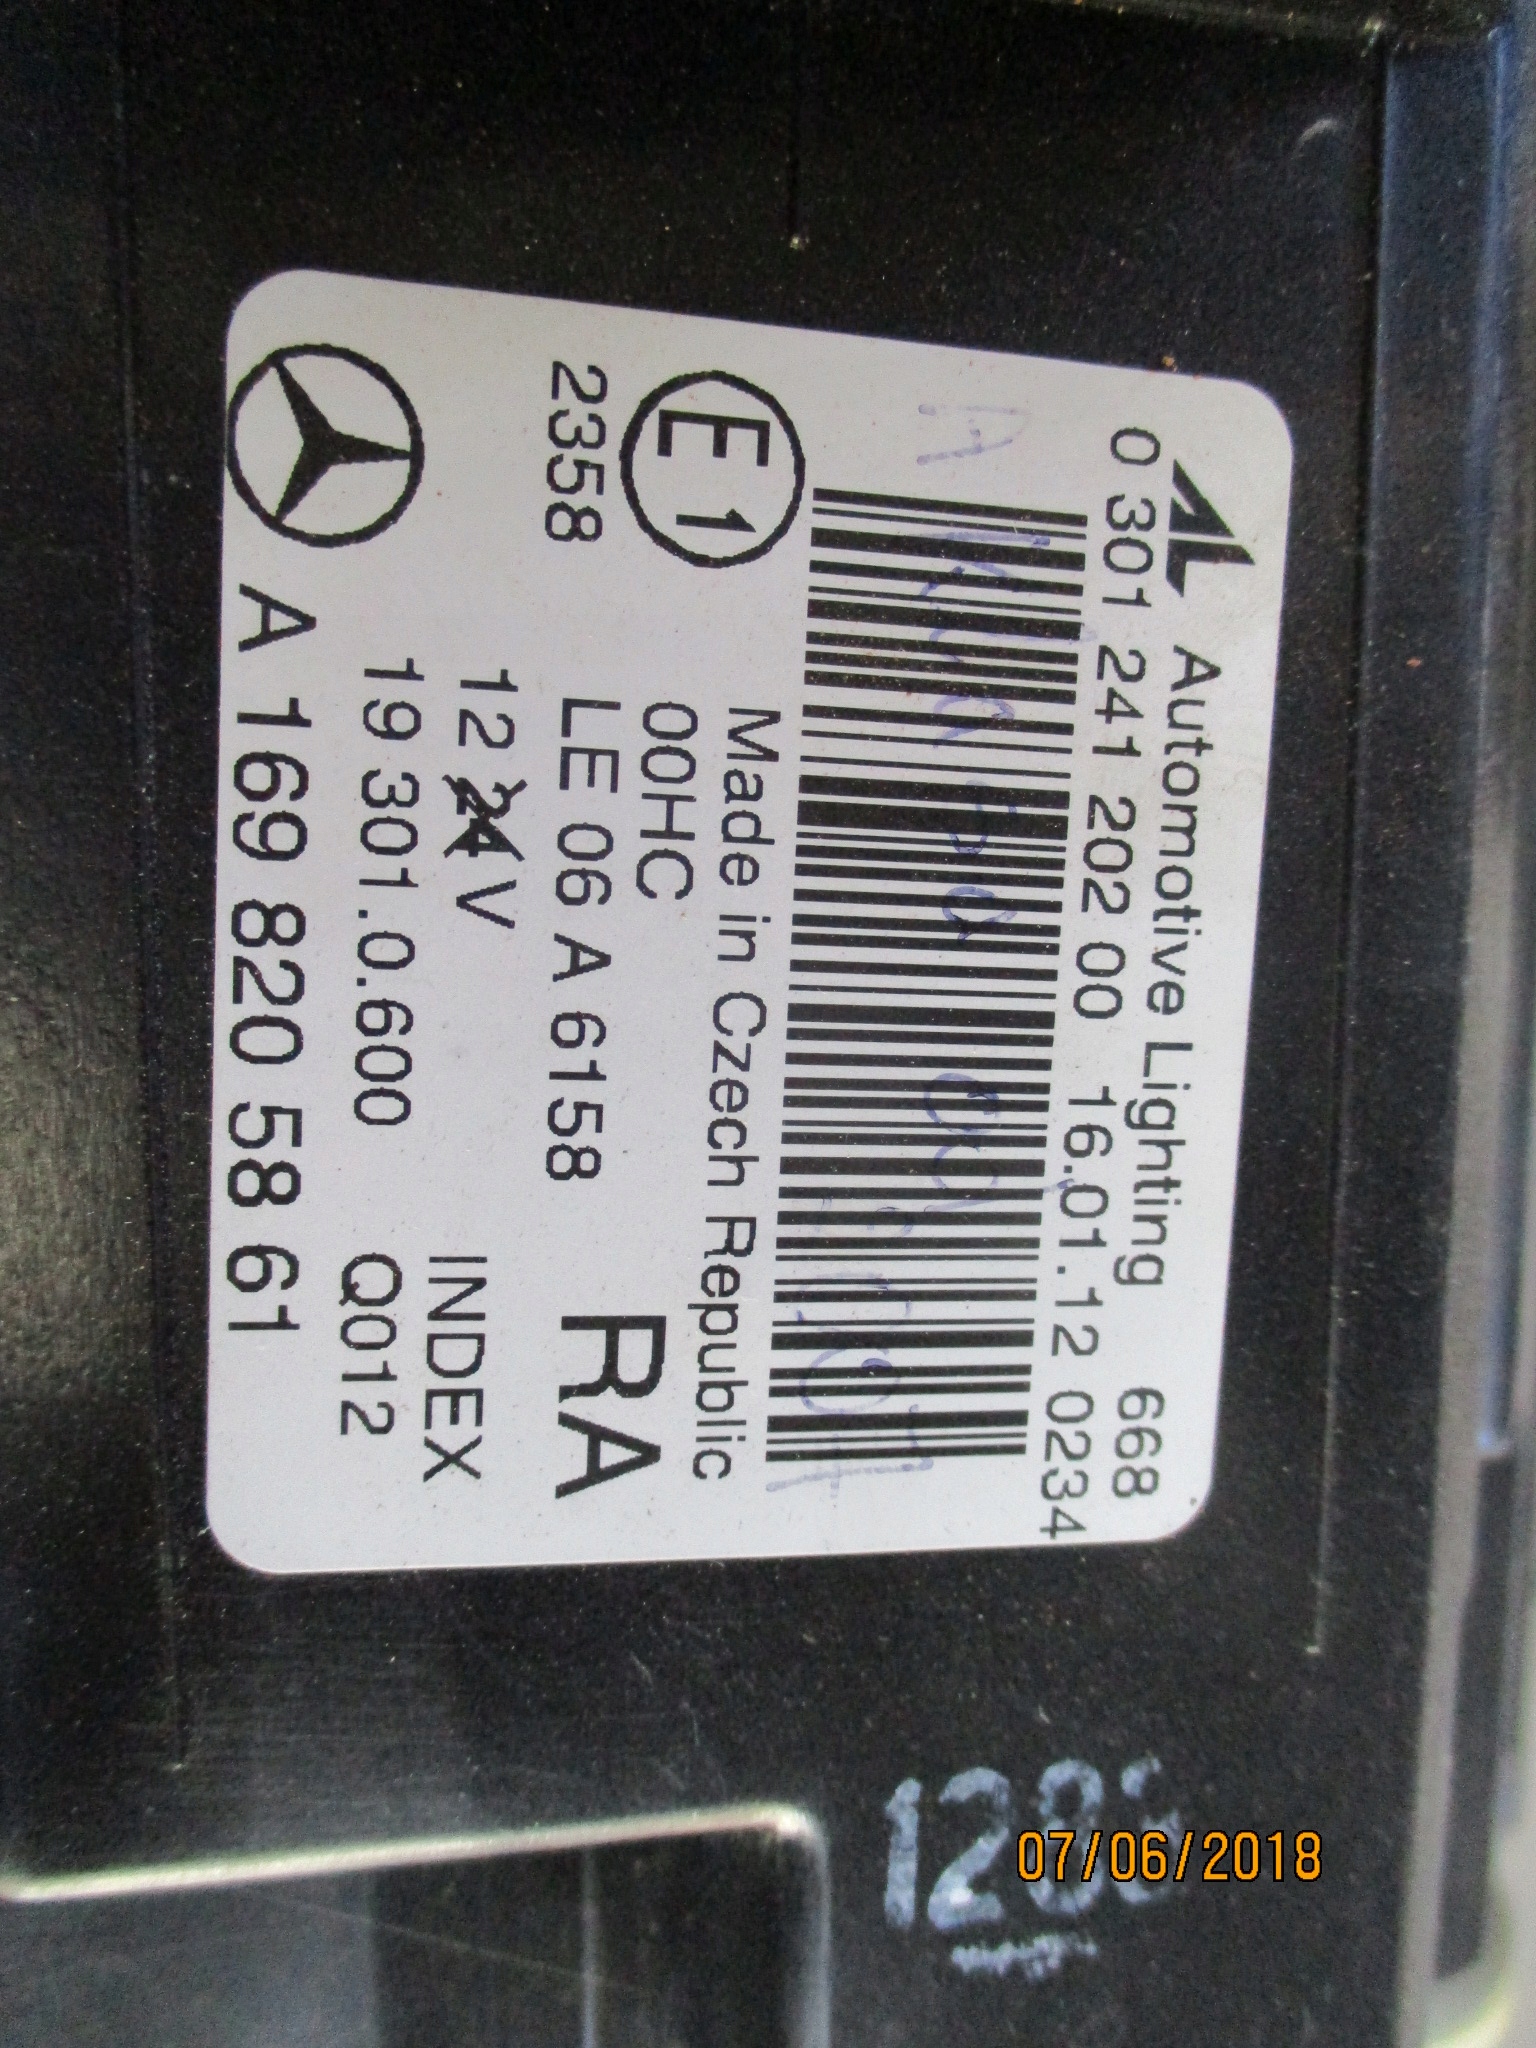 AL Automotive Lighting 668
0 301 241 202 00 16.01.12 0234
Made in Czech Republic
E1 00HC
2358 LE 06 A 6158 RA
12 24 V INDEX
19 301.0.600 Q012
A 169 820 58 61
07/06/2018